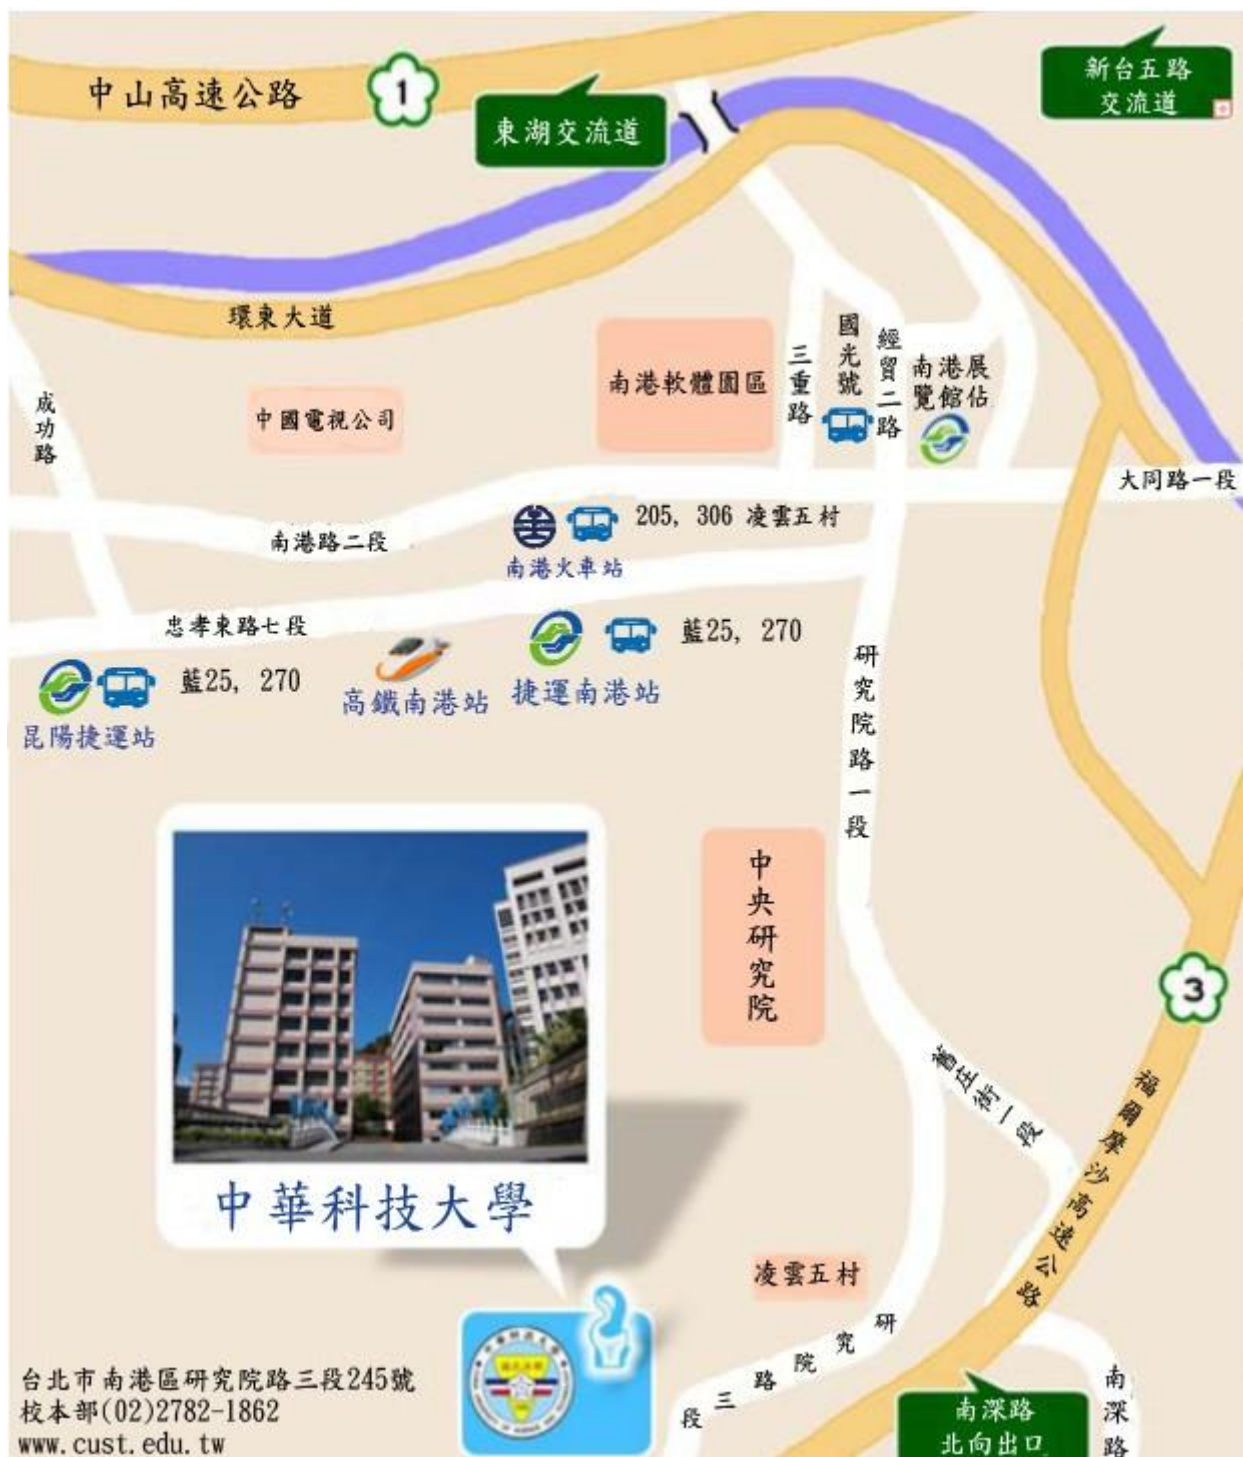 中山高速公路
1
東湖交流道
新台五路
交流道
環東大道
成功路
中國電視公司
南港軟體園區
三重路
國光號
經貿二路
南港展
覽館佔
大同路一段
南港路二段
205, 306 凌雲五村
南港火車站
忠孝東路七段
藍25, 270
昆陽捷運站
高鐵南港站
藍25, 270
捷運南港站
研究院路一段
中央研究院
3
舊庄街一段
福爾摩沙高速公路
中華科技大學
凌雲五村
研究院路三段
南深路
北向出口
南深路
台北市南港區研究院路三段245號
校本部(02)2782-1862
www.cust.edu.tw